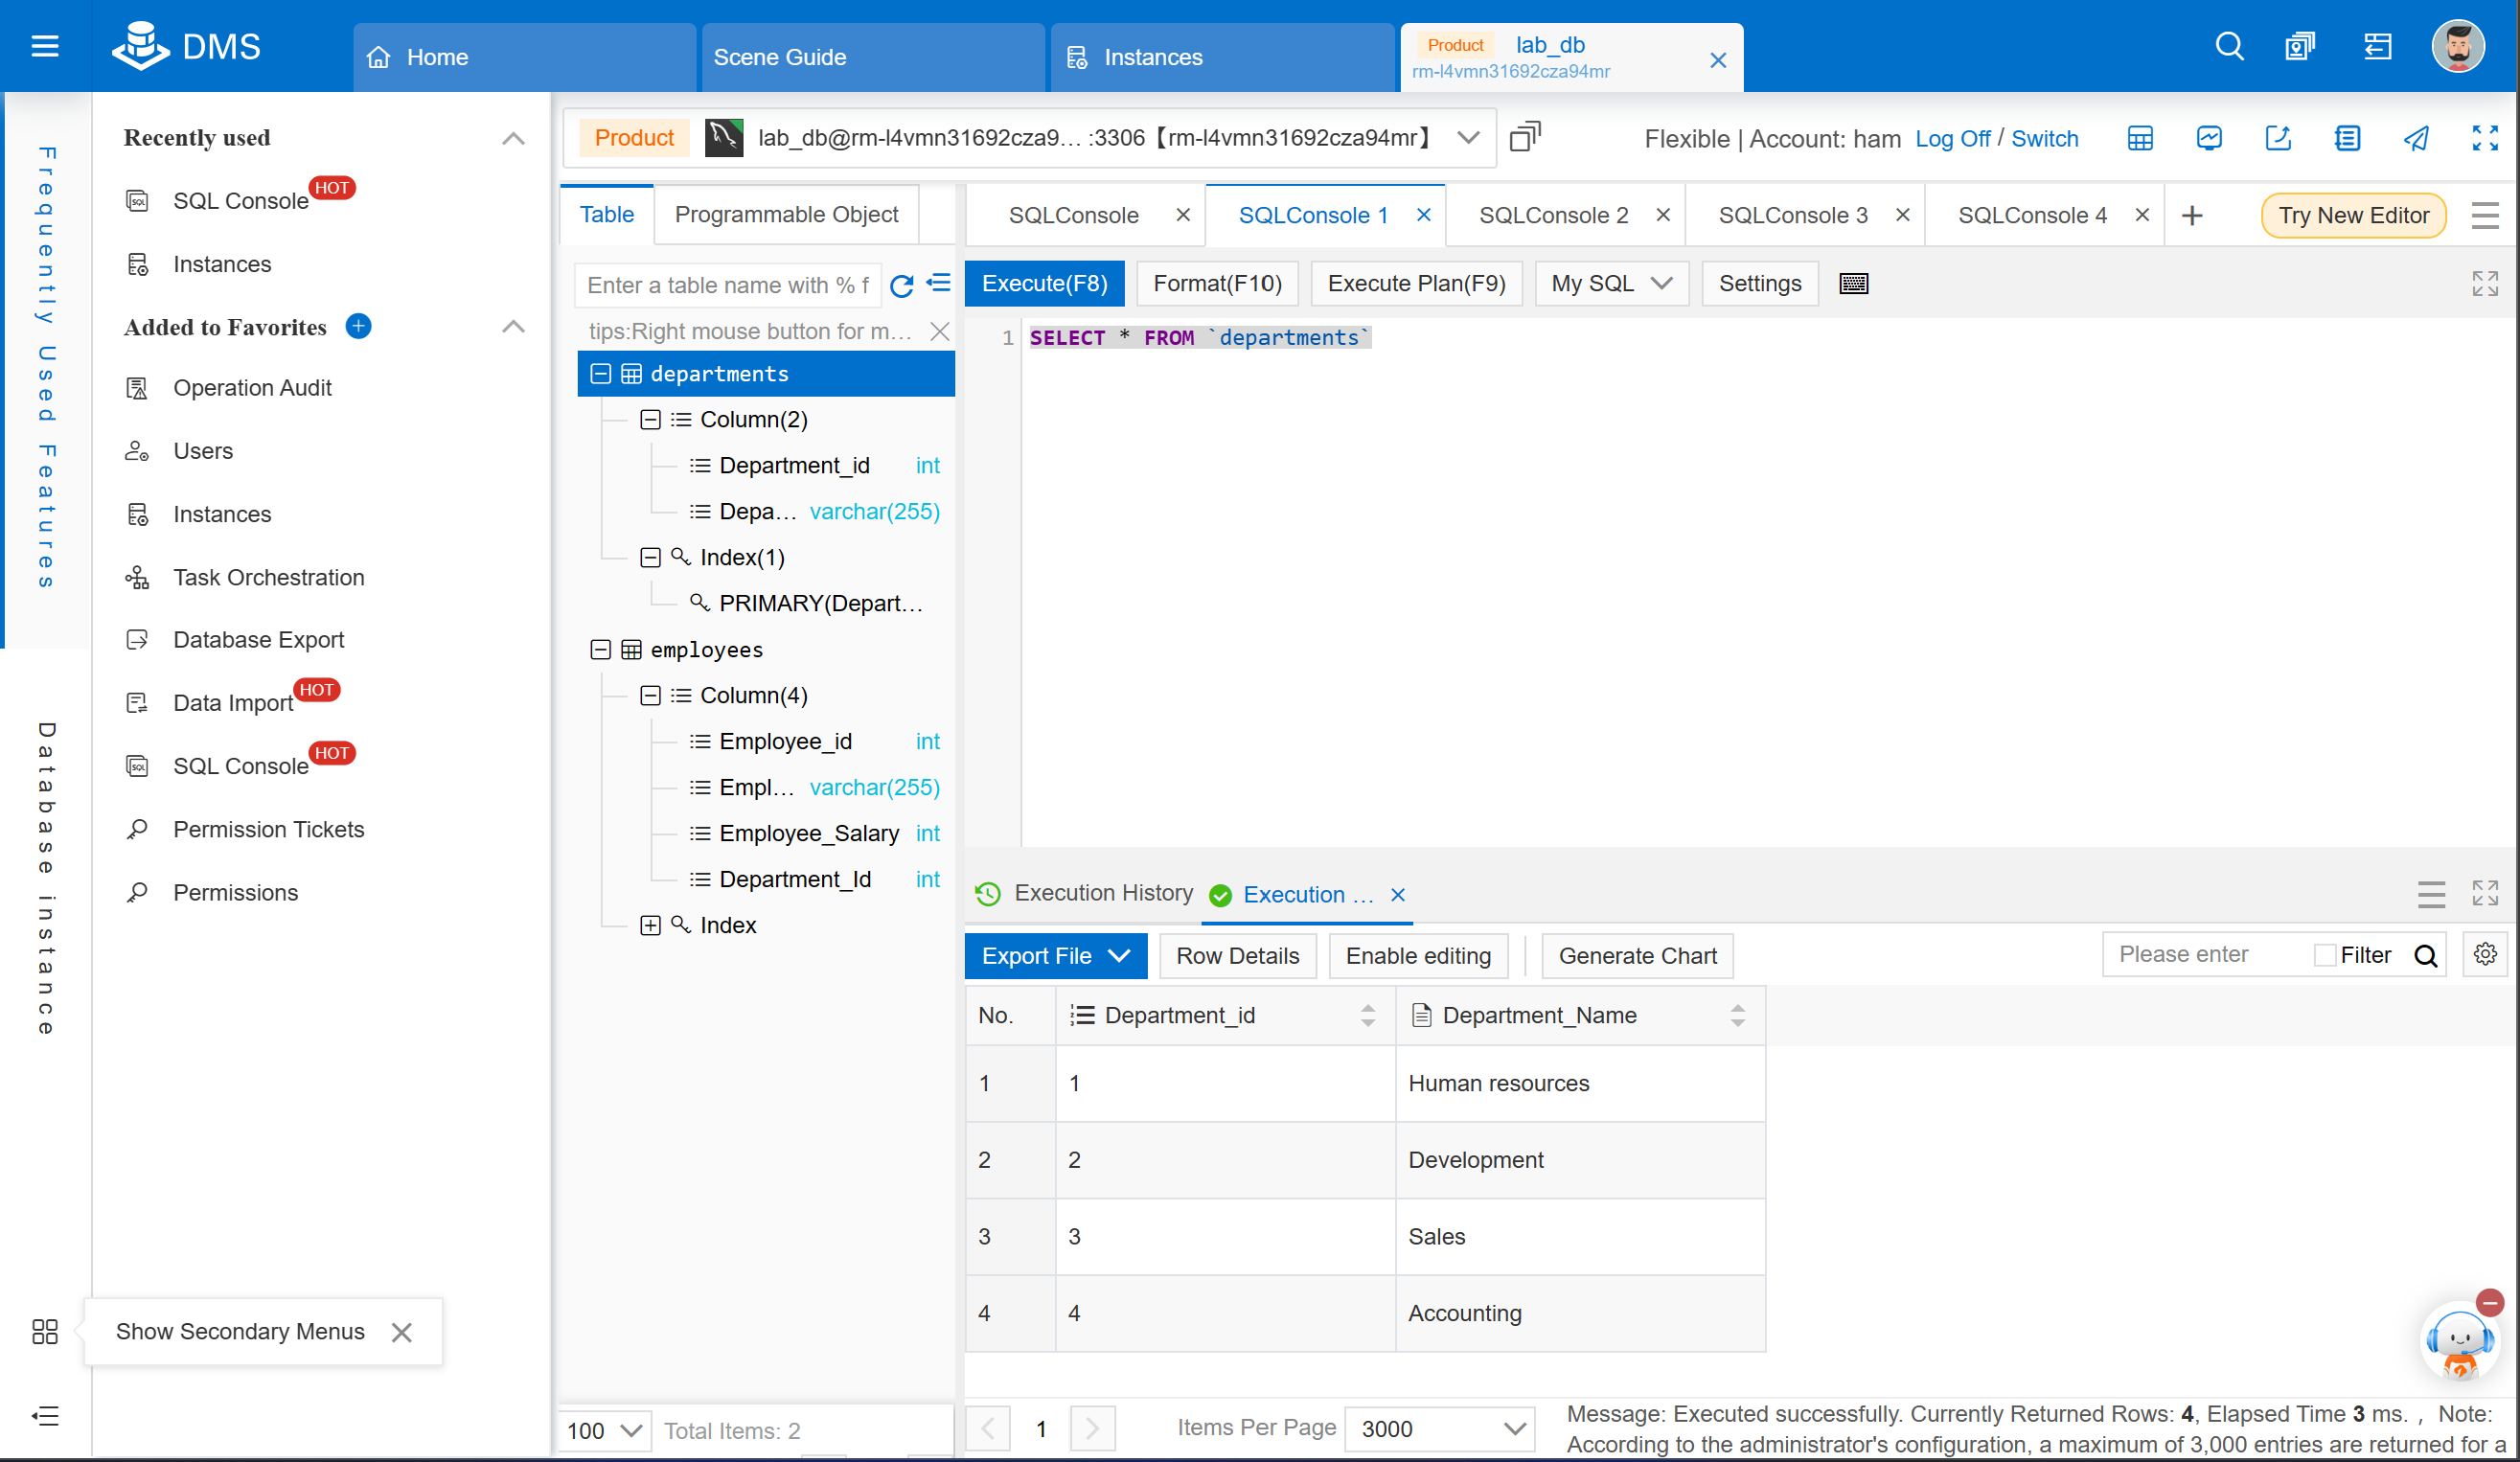 DMS
Home
Scene Guide
Instances
Product lab_db
rm-l4vmn31692cza94mr
Frequently Used Features
Database instance
Recently used
SQL Console HOT
Instances
Added to Favorites
Operation Audit
Users
Instances
Task Orchestration
Database Export
Data Import HOT
SQL Console HOT
Permission Tickets
Permissions
Show Secondary Menus
Product lab_db@rm-l4vmn31692cza9... :3306【rm-l4vmn31692cza94mr】
Flexible | Account: ham Log Off / Switch
Table Programmable Object
Enter a table name with % f
tips:Right mouse button for m...
departments
Column(2)
Department_id int
Depa... varchar(255)
Index(1)
PRIMARY(Depart...
employees
Column(4)
Employee_id int
Empl... varchar(255)
Employee_Salary int
Department_Id int
Index
100 Total Items: 2
SQLConsole SQLConsole 1 SQLConsole 2 SQLConsole 3 SQLConsole 4 Try New Editor
Execute(F8) Format(F10) Execute Plan(F9) My SQL Settings
1 SELECT * FROM `departments`
Execution History Execution ...
Export File Row Details Enable editing Generate Chart Please enter Filter
No. Department_id Department_Name
1 1 Human resources
2 2 Development
3 3 Sales
4 4 Accounting
1 Items Per Page 3000
Message: Executed successfully. Currently Returned Rows: 4, Elapsed Time 3 ms. , Note:
According to the administrator's configuration, a maximum of 3,000 entries are returned for a